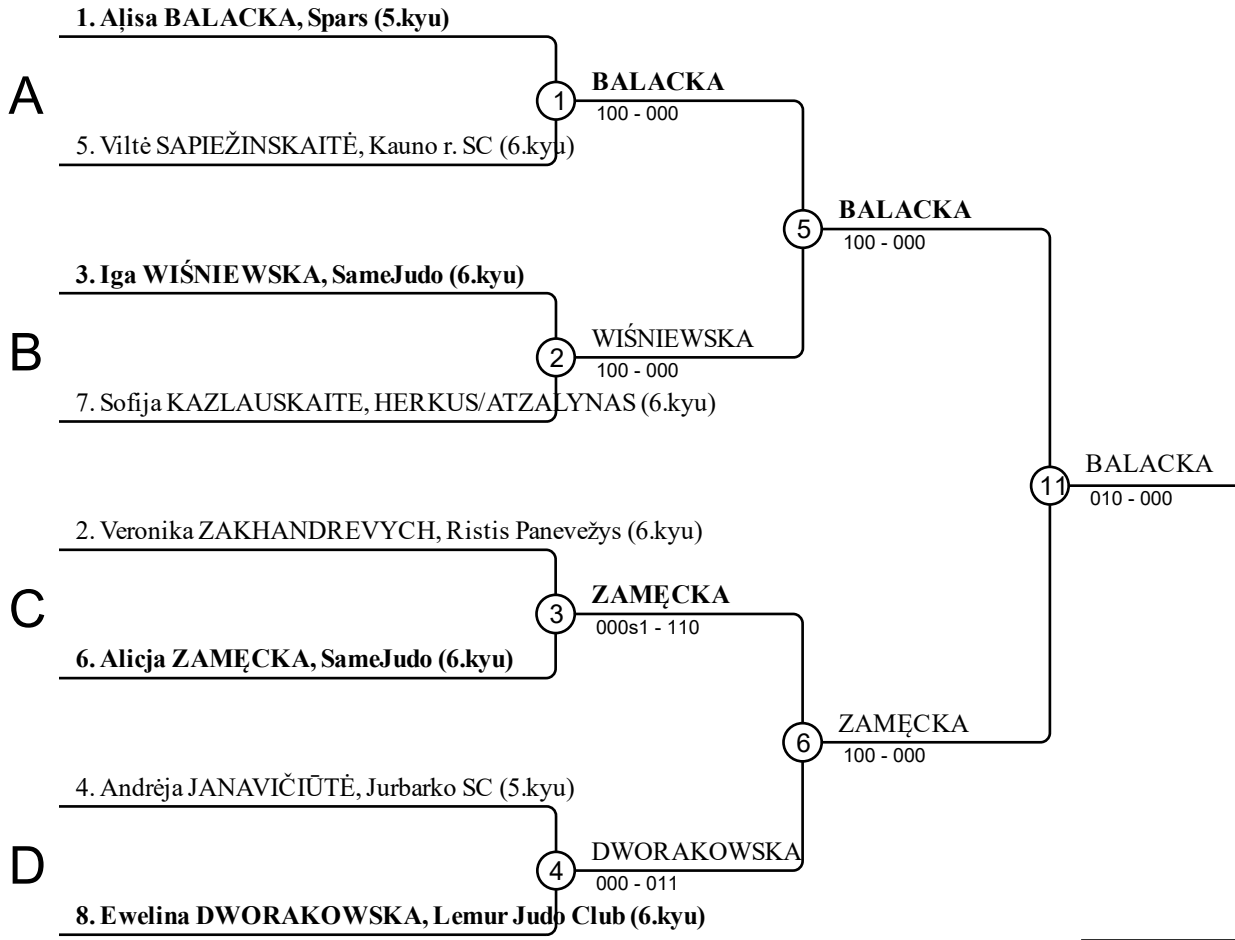 1. Aļisa BALACKA, Spars (5.kyu)
A
1
BALACKA
100 - 000
5. Viltė SAPIEŽINSKAITĖ, Kauno r. SC (6.kyu)
5
BALACKA
100 - 000
3. Iga WIŚNIEWSKA, SameJudo (6.kyu)
B
2
WIŚNIEWSKA
100 - 000
7. Sofija KAZLAUSKAITE, HERKUS/ATZALYNAS (6.kyu)
11
BALACKA
010 - 000
2. Veronika ZAKHANDREVYCH, Ristis Panevežys (6.kyu)
C
3
ZAMĘCKA
000s1 - 110
6. Alicja ZAMĘCKA, SameJudo (6.kyu)
6
ZAMĘCKA
100 - 000
4. Andrėja JANAVIČIŪTĖ, Jurbarko SC (5.kyu)
D
4
DWORAKOWSKA
000 - 011
8. Ewelina DWORAKOWSKA, Lemur Judo Club (6.kyu)